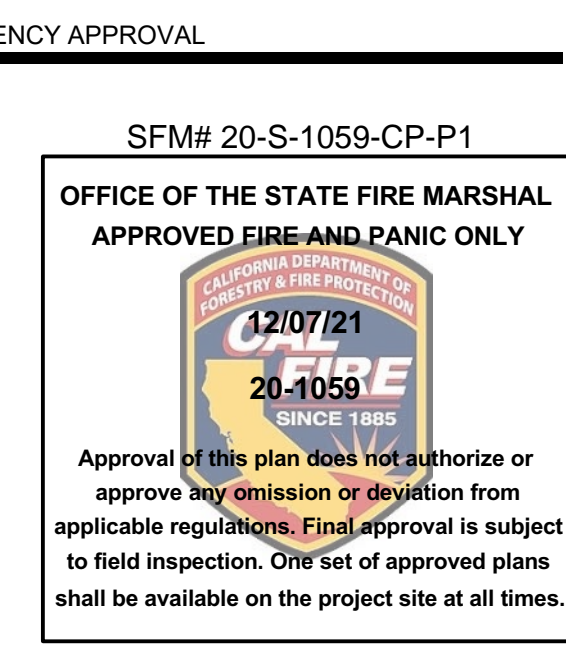 ENCY APPROVAL
SFM# 20-S-1059-CP-P1
OFFICE OF THE STATE FIRE MARSHAL
APPROVED FIRE AND PANIC ONLY
CALIFORNIA DEPARTMENT OF
FORESTRY & FIRE PROTECTION
12/07/21
CAL
FIRE
20-1059
SINCE 1885
Approval of this plan does not authorize or
approve any omission or deviation from
applicable regulations. Final approval is subject
to field inspection. One set of approved plans
shall be available on the project site at all times.